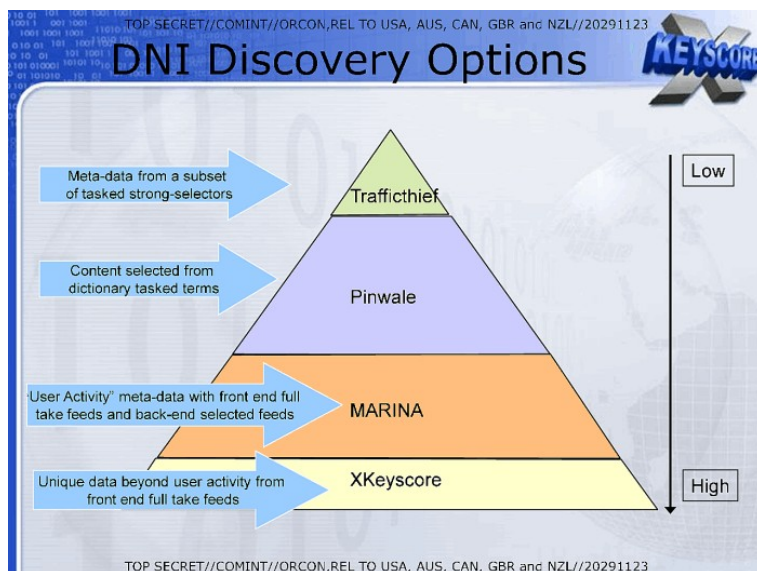 TOP SECRET//COMINT//ORCON,REL TO USA, AUS, CAN, GBR and NZL//20291123
DNI Discovery Options
X
KEYSCORE
Meta-data from a subset
of tasked strong-selectors
Trafficthief
Low
Content selected from
dictionary tasked terms
Pinwale
“User Activity” meta-data with front end full
take feeds and back-end selected feeds
MARINA
Unique data beyond user activity from
front end full take feeds
XKeyscore
High
TOP SECRET//COMINT//ORCON,REL TO USA, AUS, CAN, GBR and NZL//20291123